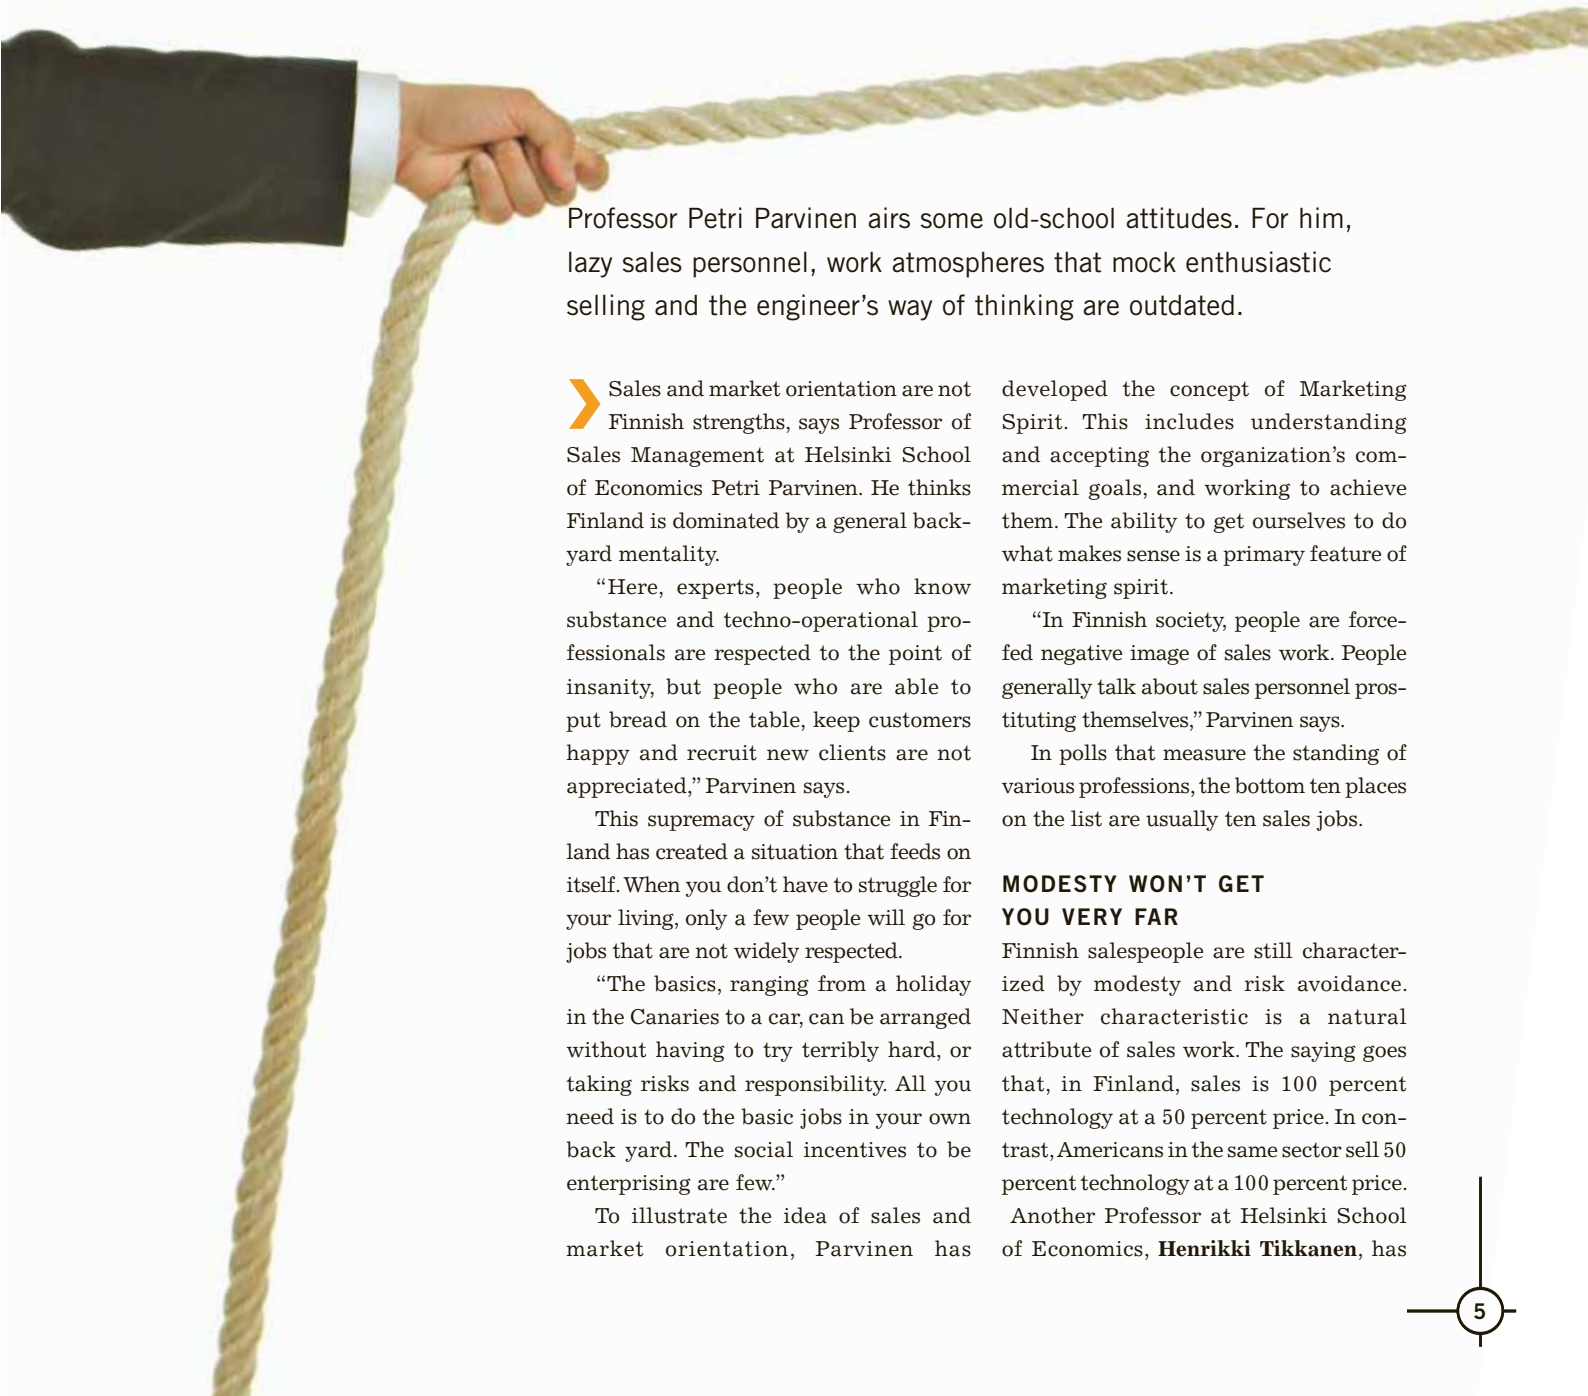 Professor Petri Parvinen airs some old-school attitudes. For him,
lazy sales personnel, work atmospheres that mock enthusiastic
selling and the engineer’s way of thinking are outdated.
Sales and market orientation are not
Finnish strengths, says Professor of
Sales Management at Helsinki School
of Economics Petri Parvinen. He thinks
Finland is dominated by a general back-
yard mentality.
“Here, experts, people who know
substance and techno-operational pro-
fessionals are respected to the point of
insanity, but people who are able to
put bread on the table, keep customers
happy and recruit new clients are not
appreciated,” Parvinen says.
This supremacy of substance in Fin-
land has created a situation that feeds on
itself. When you don’t have to struggle for
your living, only a few people will go for
jobs that are not widely respected.
“The basics, ranging from a holiday
in the Canaries to a car, can be arranged
without having to try terribly hard, or
taking risks and responsibility. All you
need is to do the basic jobs in your own
back yard. The social incentives to be
enterprising are few.”
To illustrate the idea of sales and
market orientation, Parvinen has
developed the concept of Marketing
Spirit. This includes understanding
and accepting the organization’s com-
mercial goals, and working to achieve
them. The ability to get ourselves to do
what makes sense is a primary feature of
marketing spirit.
“In Finnish society, people are force-
fed negative image of sales work. People
generally talk about sales personnel pros-
tituting themselves,” Parvinen says.
In polls that measure the standing of
various professions, the bottom ten places
on the list are usually ten sales jobs.
MODESTY WON’T GET
YOU VERY FAR
Finnish salespeople are still character-
ized by modesty and risk avoidance.
Neither characteristic is a natural
attribute of sales work. The saying goes
that, in Finland, sales is 100 percent
technology at a 50 percent price. In con-
trast, Americans in the same sector sell 50
percent technology at a 100 percent price.
Another Professor at Helsinki School
of Economics, Henrikki Tikkanen, has
5